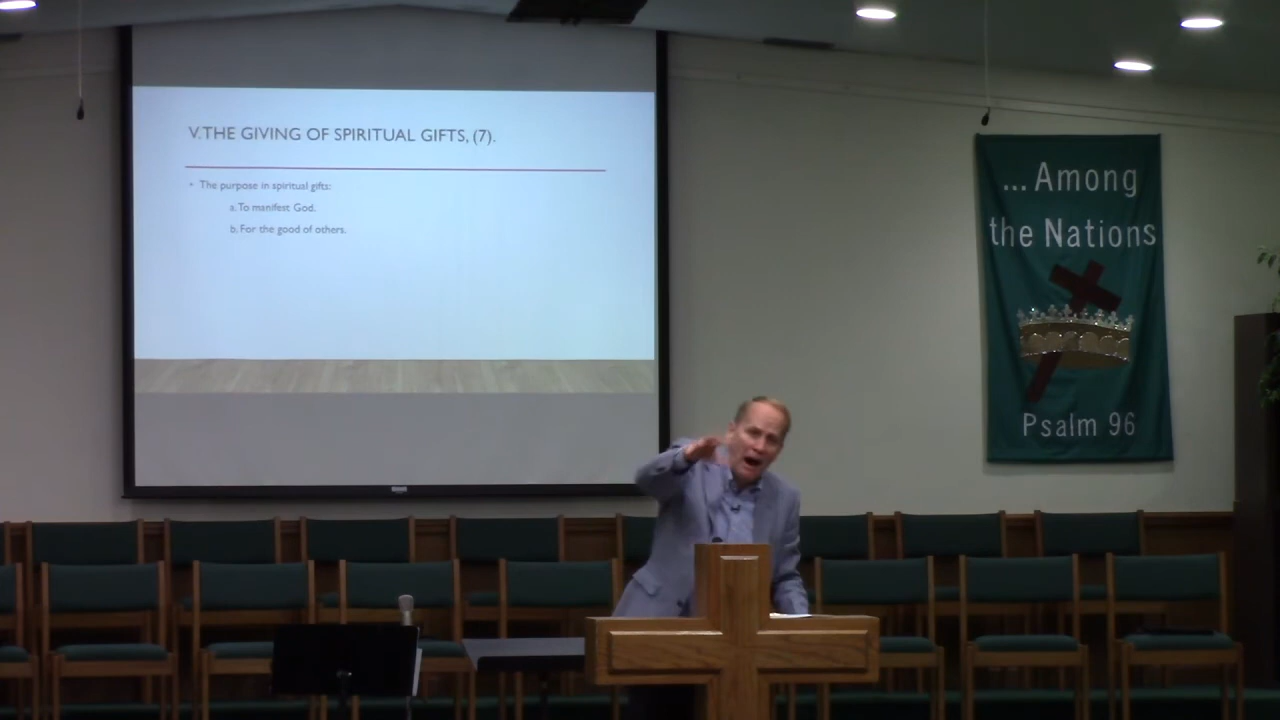 V. THE GIVING OF SPIRITUAL GIFTS, (7).
• The purpose in spiritual gifts:
a. To manifest God.
b. For the good of others.
... Among
the Nations
Psalm 96